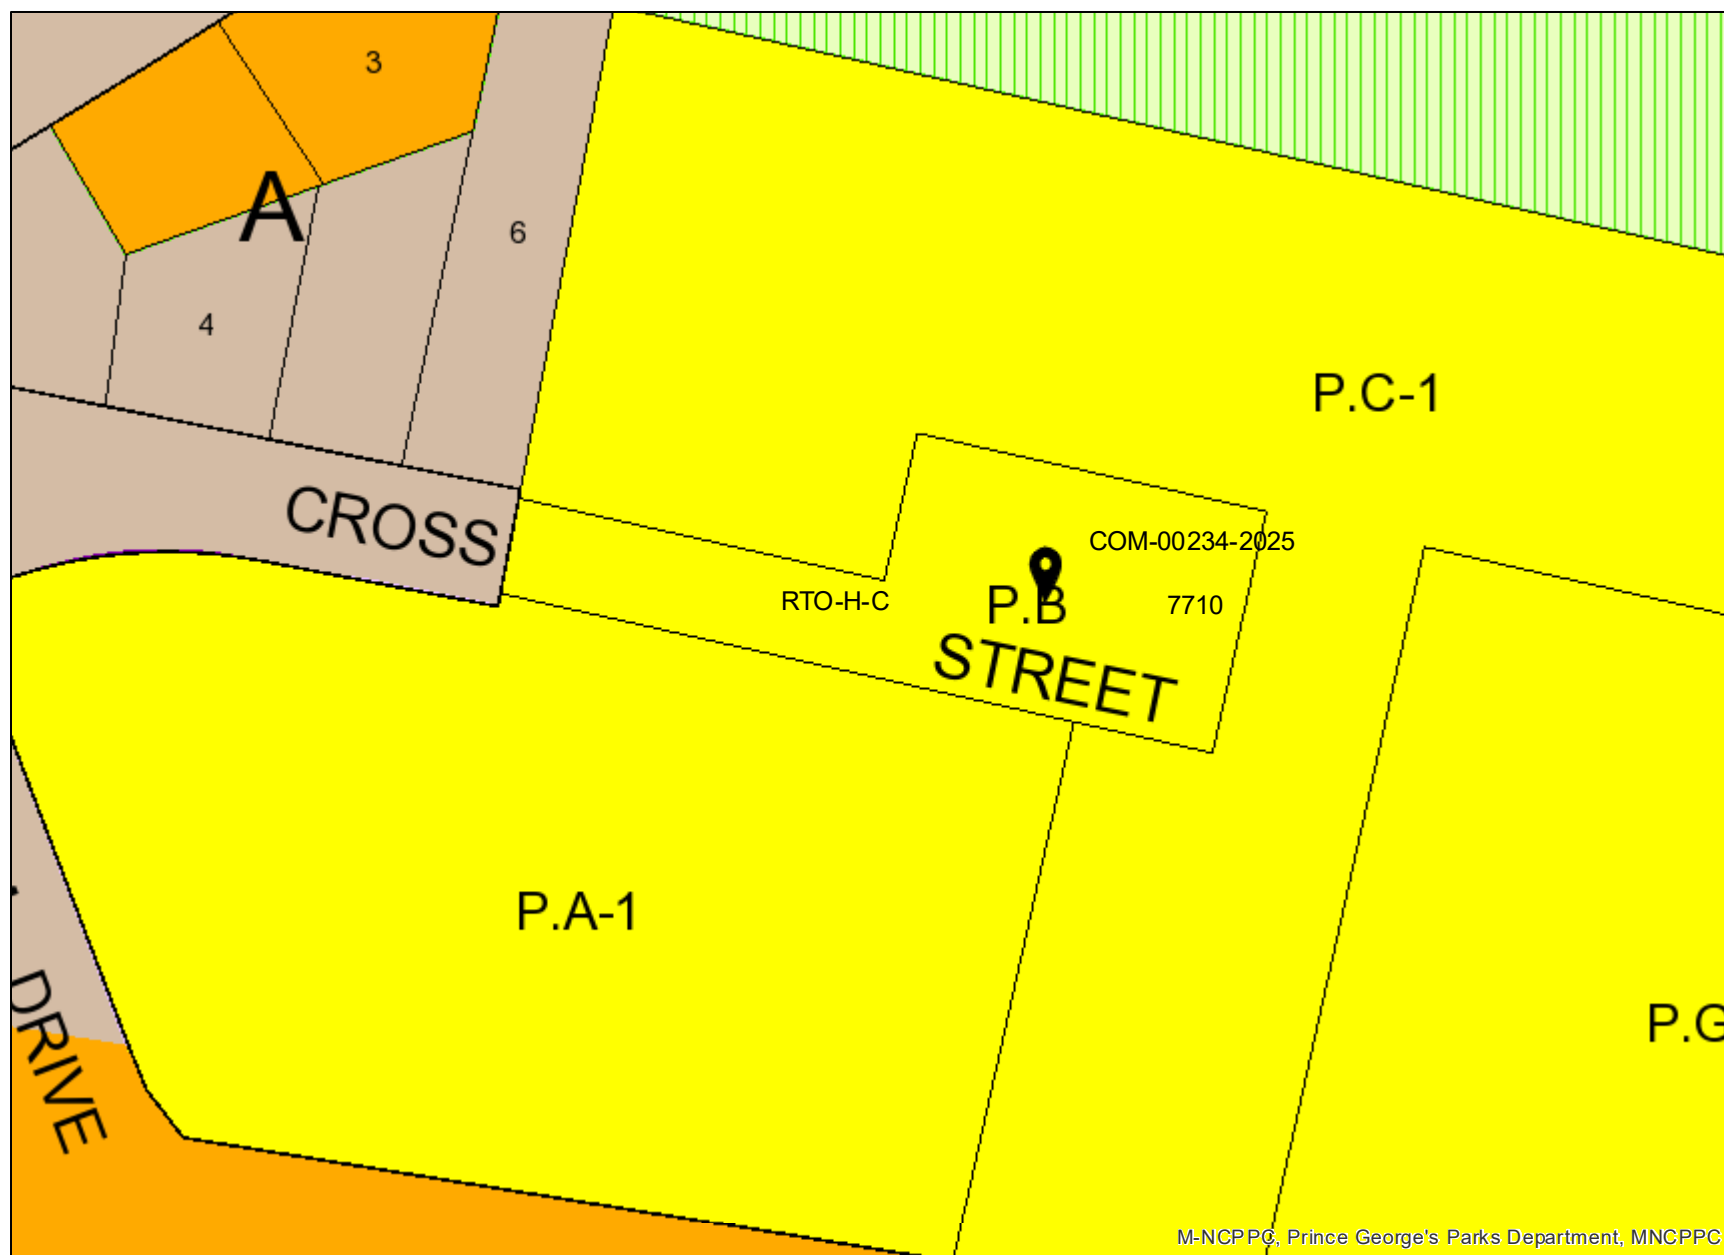 3
A
6
4
P.C-1
CROSS
COM-00234-2025
RTO-H-C
P.B
7710
STREET
P.A-1
DRIVE
P.G
M-NCPPC, Prince George's Parks Department, MNCPPC